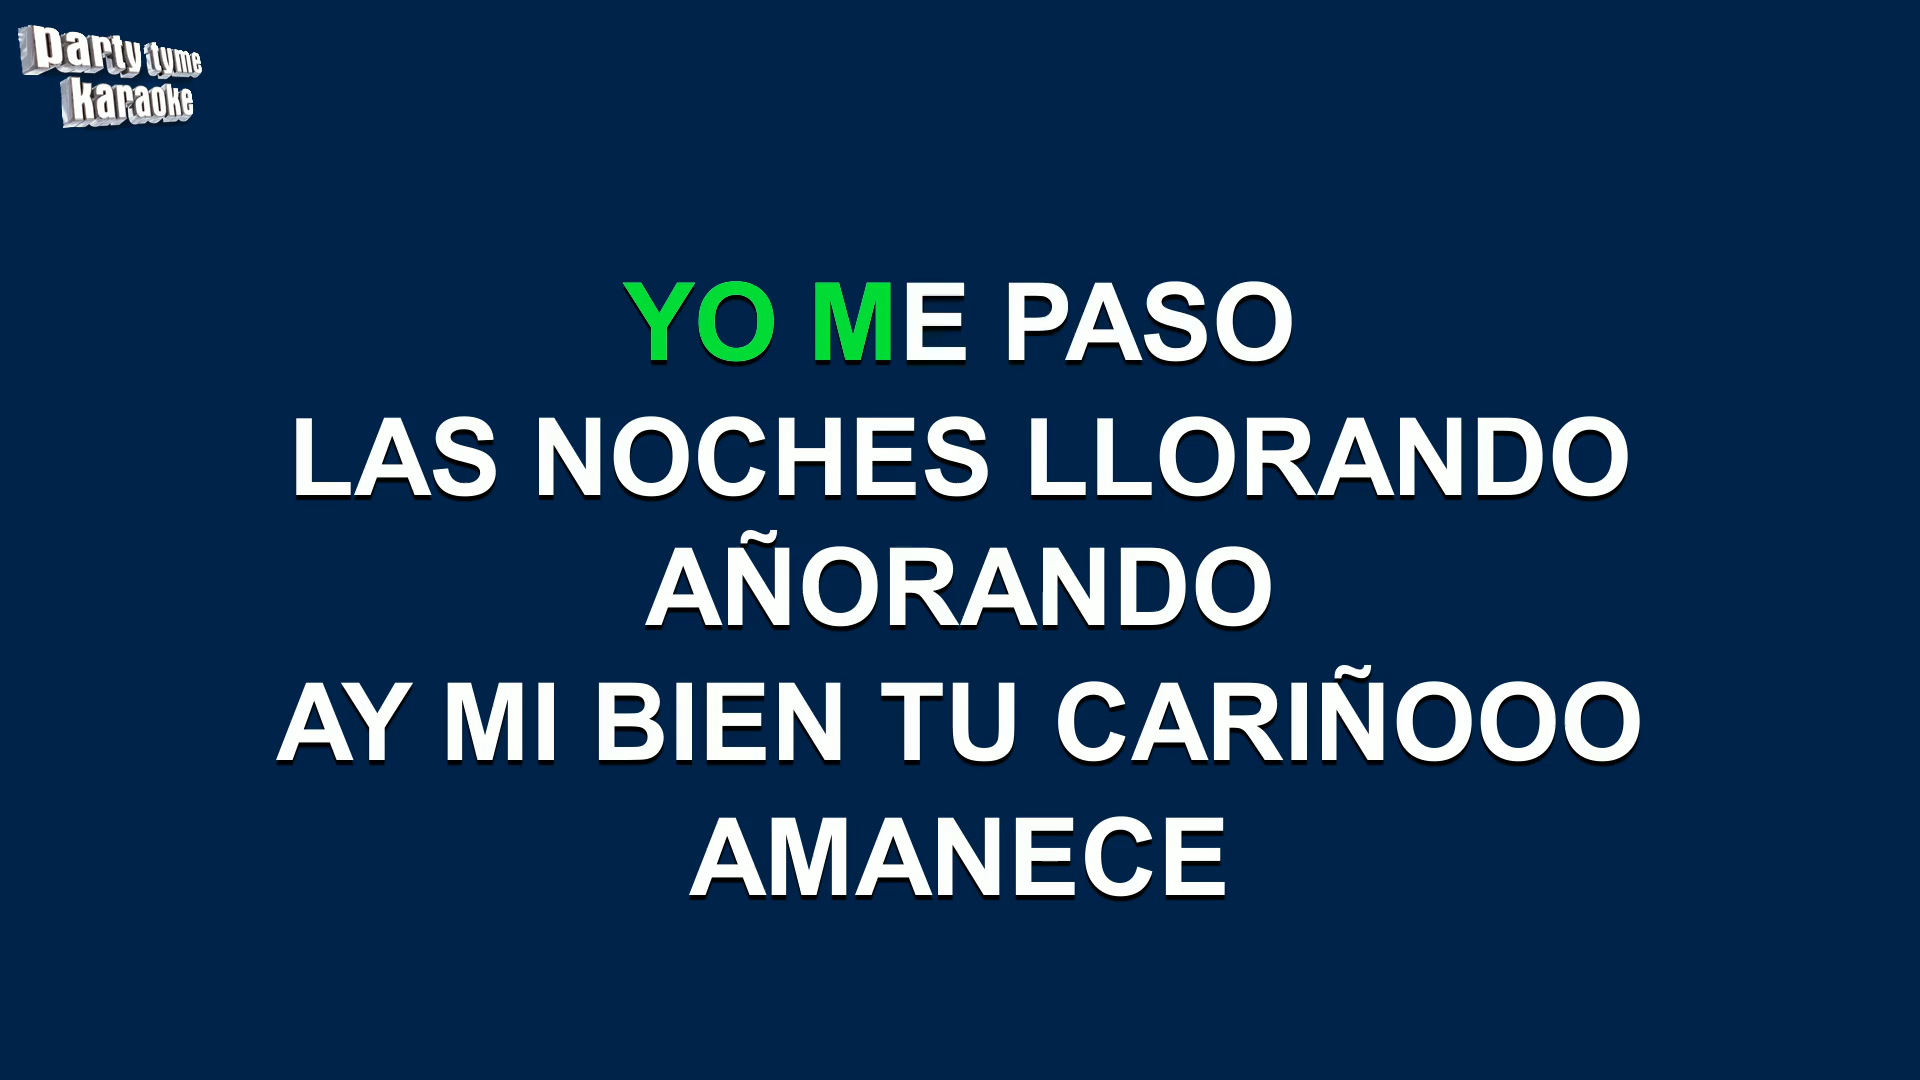 party tyme
karaoke
YO ME PASO
LAS NOCHES LLORANDO
AÑORANDO
AY MI BIEN TU CARIÑOOO
AMANECE